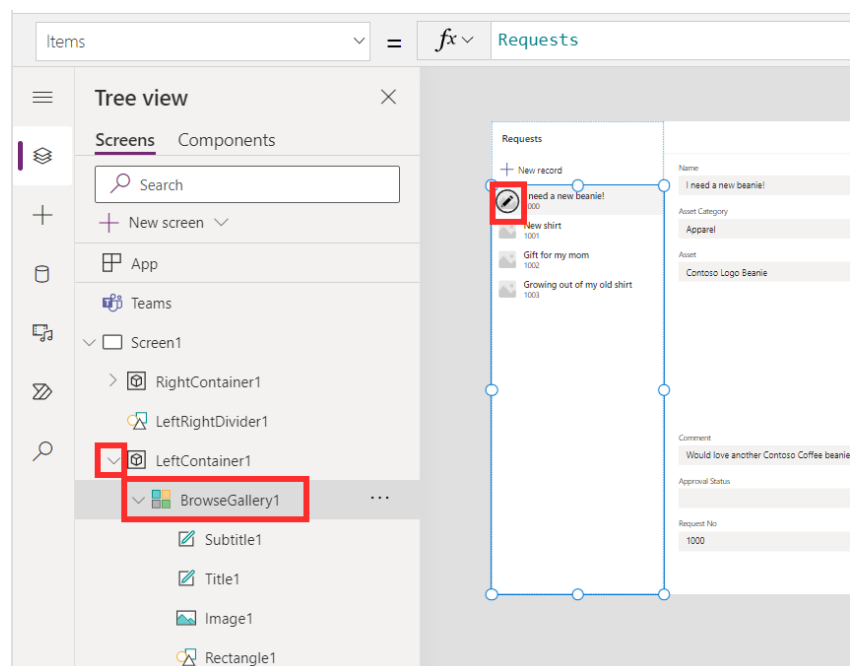 Items
=
fx
Requests
Tree view
Screens
Components
Search
New screen
App
Teams
Screen1
RightContainer1
LeftRightDivider1
LeftContainer1
BrowseGallery1
...
Subtitle1
Title1
Image1
Rectangle1
Requests
New record
need a new beanie!
000
New shirt
1001
Gift for my mom
1002
Growing out of my old shirt
1003
Name
I need a new beanie!
Asset Category
Apparel
Asset
Contoso Logo Beanie
Comment
Would love another Contoso Coffee beanie
Approval Status
Request No
1000